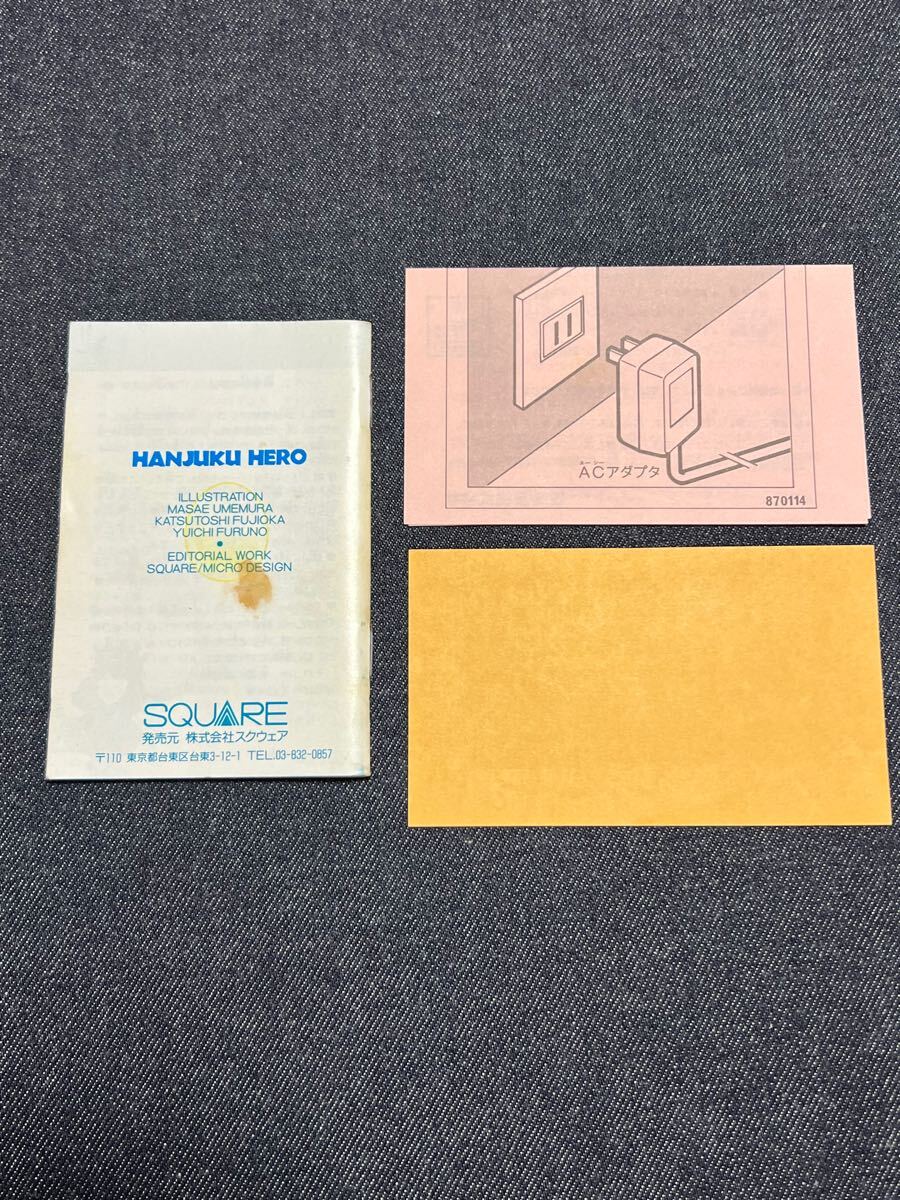 HANJUKU HERO
ILLUSTRATION
MASAE UMEMURA
KATSUTOSHI FUJIOKA
YUICHI FURUNO
•
EDITORIAL WORK
SQUARE/MICRO DESIGN
SQUARE
発売元 株式会社スクウェア
〒110 東京都台東区台東3-12-1 TEL.03-832-0857
エー シー
ACアダプタ
870114